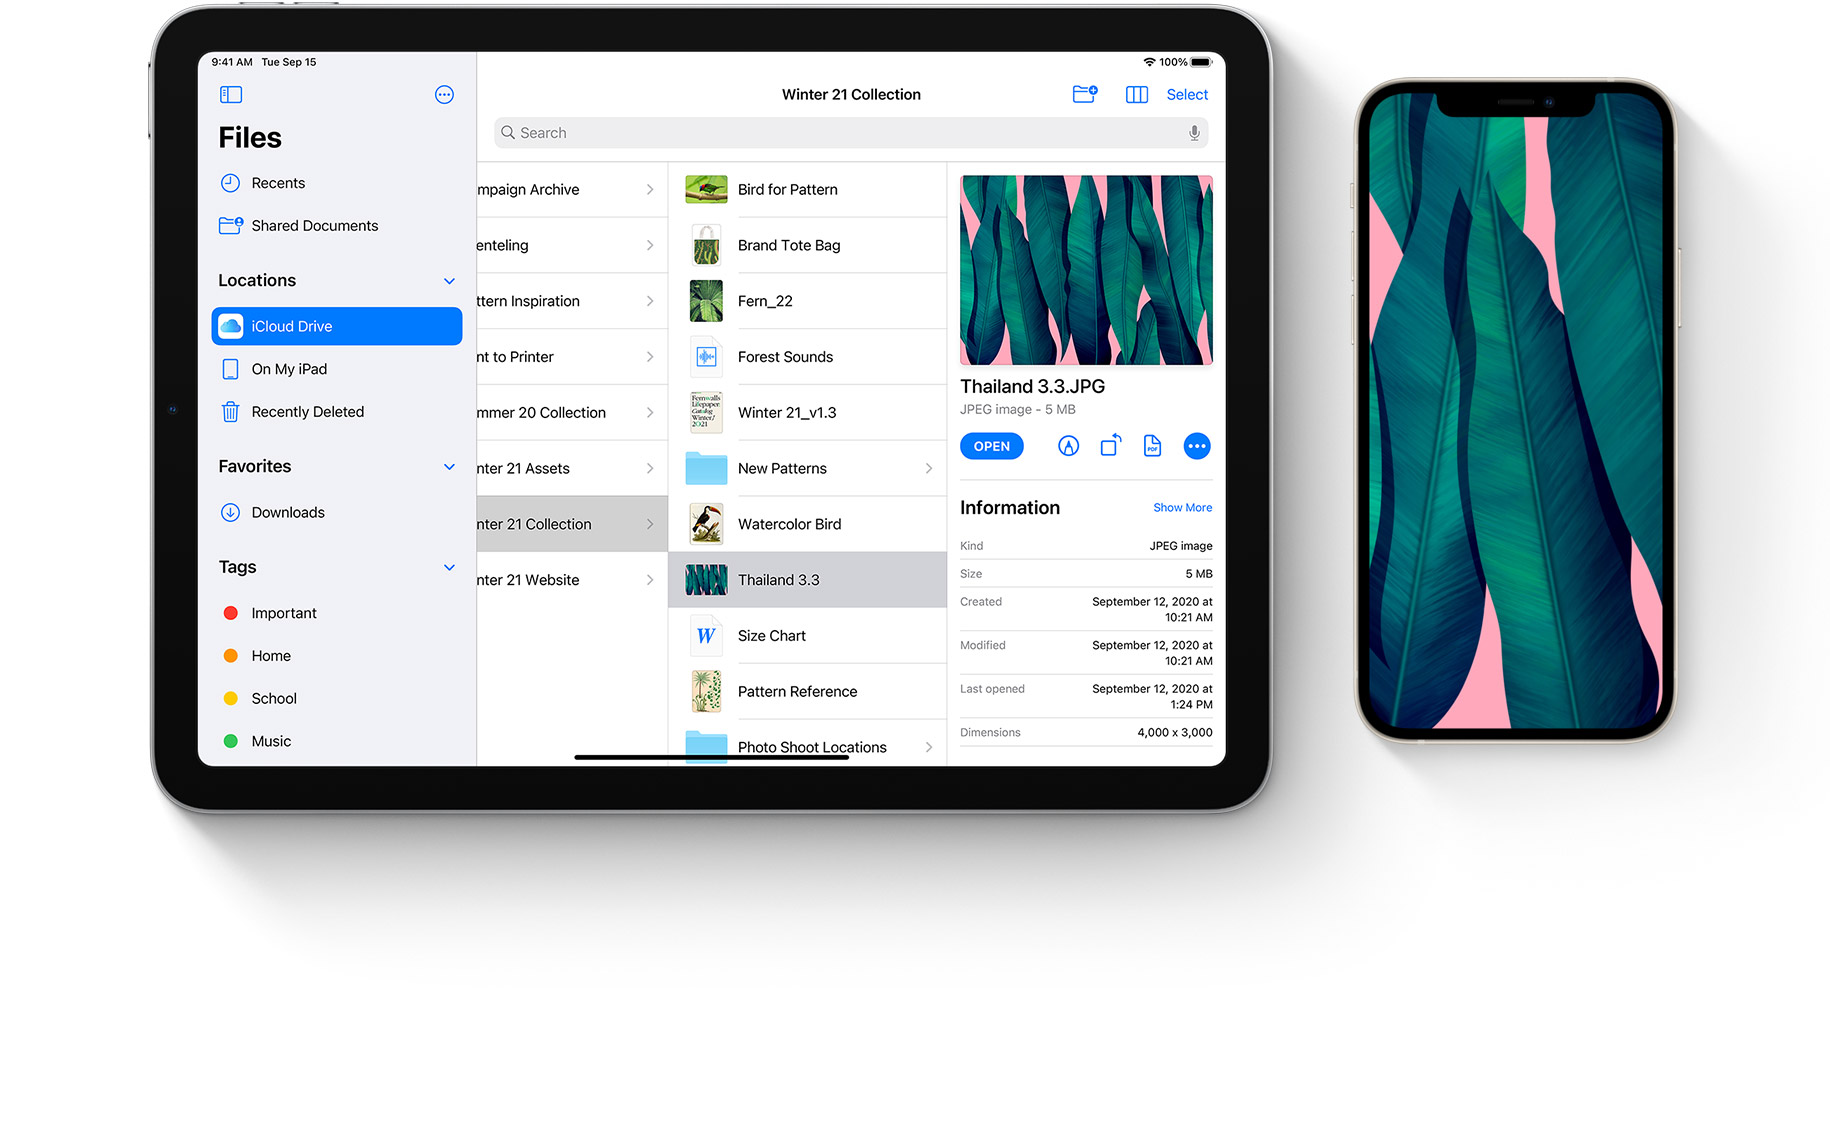 9:41 AM Tue Sep 15
100%
Files
Recents
Shared Documents
Locations
iCloud Drive
On My iPad
Recently Deleted
Favorites
Downloads
Tags
Important
Home
School
Music
Winter 21 Collection
Select
Search
mpaign Archive
enteling
ttern Inspiration
nt to Printer
mmer 20 Collection
nter 21 Assets
nter 21 Collection
nter 21 Website
Bird for Pattern
Brand Tote Bag
Fern_22
Forest Sounds
Fernwalls
Lifepaper
Catalog
Winter/
2021
Winter 21_v1.3
New Patterns
Watercolor Bird
Thailand 3.3
W
Size Chart
Pattern Reference
Photo Shoot Locations
Thailand 3.3.JPG
JPEG image - 5 MB
OPEN
PDF
Information
Show More
Kind JPEG image
Size 5 MB
Created September 12, 2020 at
10:21 AM
Modified September 12, 2020 at
10:21 AM
Last opened September 12, 2020 at
1:24 PM
Dimensions 4,000 x 3,000